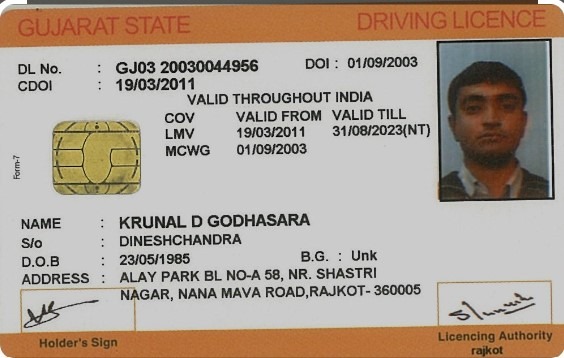 GUJARAT STATE DRIVING LICENCE
DL No. : GJ03 20030044956 DOI : 01/09/2003
CDOI : 19/03/2011
VALID THROUGHOUT INDIA
COV VALID FROM VALID TILL
LMV 19/03/2011 31/08/2023(NT)
MCWG 01/09/2003
Form-7
NAME : KRUNAL D GODHASARA
S/o : DINESHCHANDRA
D.O.B : 23/05/1985 B.G. : Unk
ADDRESS : ALAY PARK BL NO-A 58, NR. SHASTRI
NAGAR, NANA MAVA ROAD,RAJKOT- 360005
Holder's Sign
Licencing Authority
rajkot